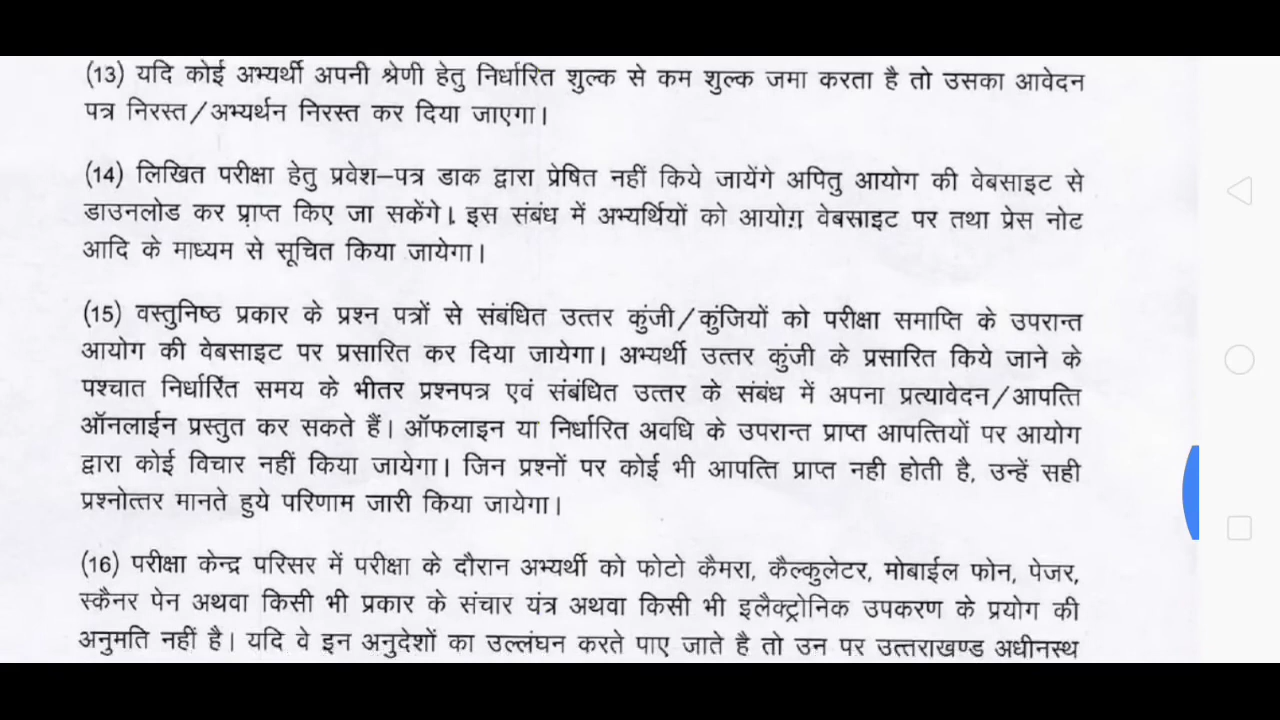 (13) यदि कोई अभ्यर्थी अपनी श्रेणी हेतु निर्धारित शुल्क से कम शुल्क जमा करता है तो उसका आवेदन
पत्र निरस्त/अभ्यर्थन निरस्त कर दिया जाएगा।
(14) लिखित परीक्षा हेतु प्रवेश–पत्र डाक द्वारा प्रेषित नहीं किये जायेंगे अपितु आयोग की वेबसाइट से
डाउनलोड कर प्राप्त किए जा सकेंगे। इस संबंध में अभ्यर्थियों को आयोग वेबसाइट पर तथा प्रेस नोट
आदि के माध्यम से सूचित किया जायेगा।
(15) वस्तुनिष्ठ प्रकार के प्रश्न पत्रों से संबंधित उत्तर कुंजी/कुंजियों को परीक्षा समाप्ति के उपरान्त
आयोग की वेबसाइट पर प्रसारित कर दिया जायेगा। अभ्यर्थी उत्तर कुंजी के प्रसारित किये जाने के
पश्चात निर्धारित समय के भीतर प्रश्नपत्र एवं संबंधित उत्तर के संबंध में अपना प्रत्यावेदन/आपत्ति
ऑनलाईन प्रस्तुत कर सकते हैं। ऑफलाइन या निर्धारित अवधि के उपरान्त प्राप्त आपत्तियों पर आयोग
द्वारा कोई विचार नहीं किया जायेगा। जिन प्रश्नों पर कोई भी आपत्ति प्राप्त नही होती है, उन्हें सही
प्रश्नोत्तर मानते हुये परिणाम जारी किया जायेगा।
(16) परीक्षा केन्द्र परिसर में परीक्षा के दौरान अभ्यर्थी को फोटो कैमरा, कैल्कुलेटर, मोबाईल फोन, पेजर,
स्कैनर पेन अथवा किसी भी प्रकार के संचार यंत्र अथवा किसी भी इलैक्ट्रोनिक उपकरण के प्रयोग की
अनुमति नहीं है। यदि वे इन अनुदेशों का उल्लंघन करते पाए जाते है तो उन पर उत्तराखण्ड अधीनस्थ